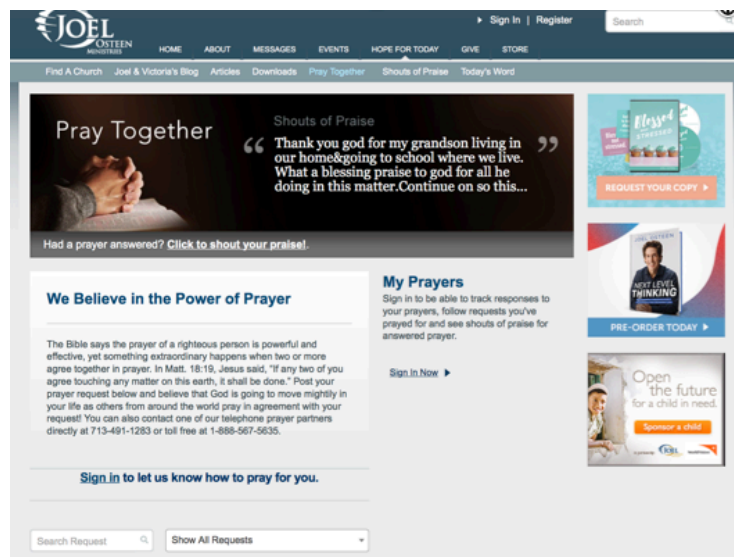 JOEL
OSTEEN
MINISTRIES
Sign In | Register
Search
HOME ABOUT MESSAGES EVENTS HOPE FOR TODAY GIVE STORE
Find A Church Joel & Victoria's Blog Articles Downloads Pray Together Shouts of Praise Today's Word
Pray Together
Shouts of Praise
“ Thank you god for my grandson living in ”
our home&going to school where we live.
What a blessing praise to god for all he
doing in this matter.Continue on so this...
Had a prayer answered? Click to shout your praise!.
Blessed
STRESSED
REQUEST YOUR COPY
JOEL OSTEEN
NEXT LEVEL
THINKING
PRE-ORDER TODAY
Open
the future
for a child in need.
Sponsor a child
JOEL
We Believe in the Power of Prayer
The Bible says the prayer of a righteous person is powerful and
effective, yet something extraordinary happens when two or more
agree together in prayer. In Matt. 18:19, Jesus said, "If any two of you
agree touching any matter on this earth, it shall be done." Post your
prayer request below and believe that God is going to move mightily in
your life as others from around the world pray in agreement with your
request! You can also contact one of our telephone prayer partners
directly at 713-491-1283 or toll free at 1-888-567-5635.
Sign in to let us know how to pray for you.
My Prayers
Sign in to be able to track responses to
your prayers, follow requests you've
prayed for and see shouts of praise for
answered prayer.
Sign In Now
Search Request
Show All Requests